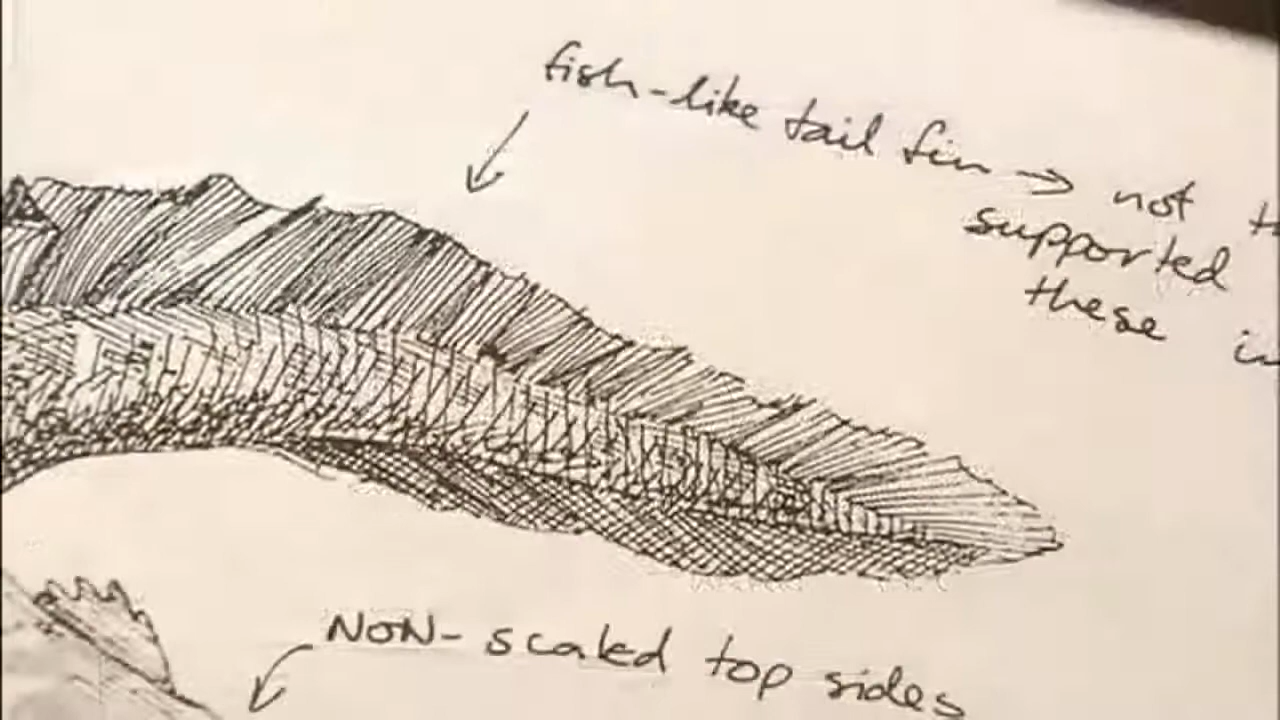 fish-like tail fin → not
supported
these
NON-scaled top sides